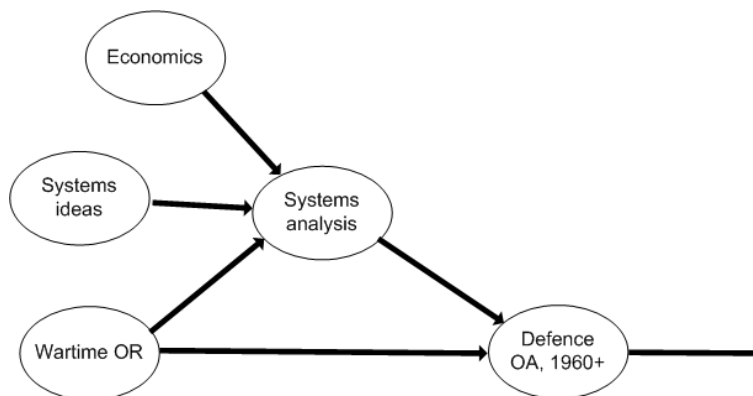 Economics
Systems
ideas
Systems
analysis
Wartime OR
Defence
OA, 1960+